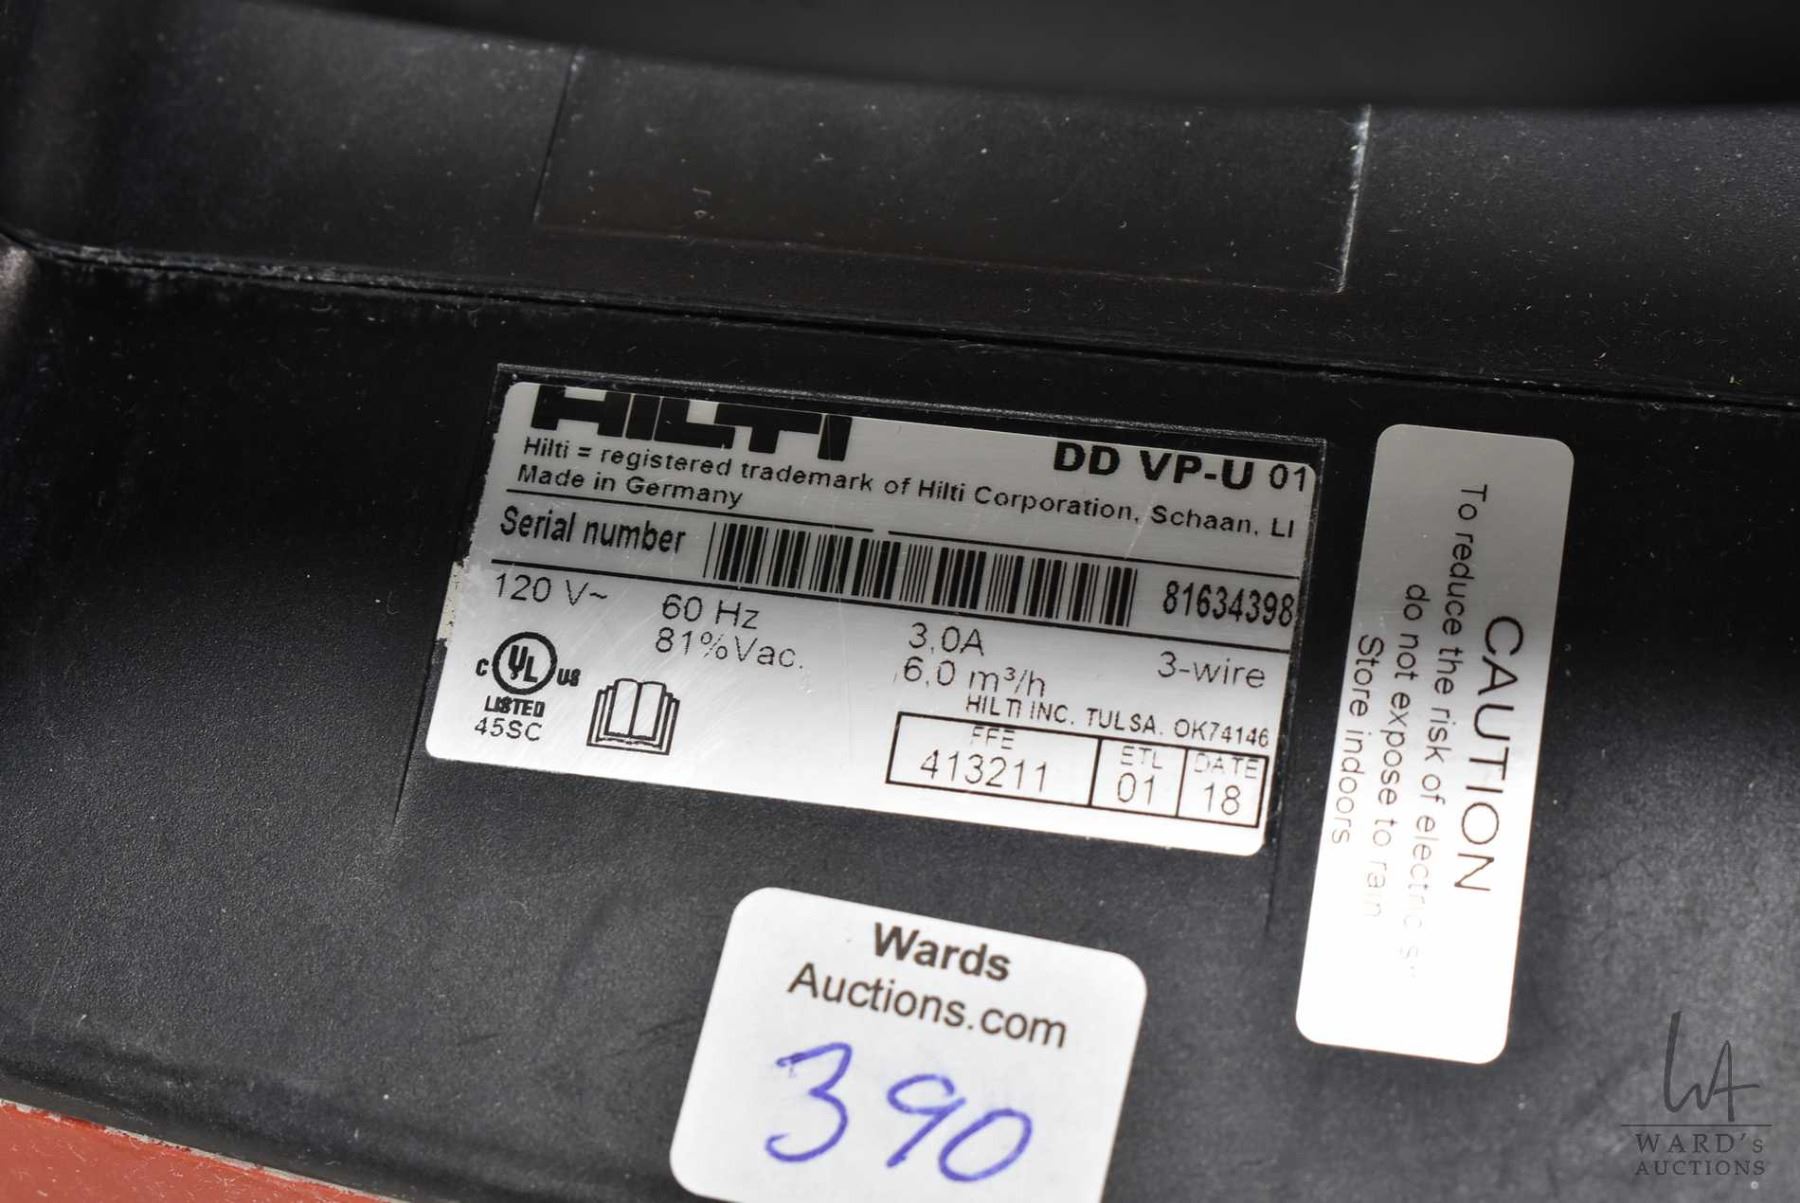 HILTI
DD VP-U 01
Hilti = registered trademark of Hilti Corporation, Schaan, LI
Made in Germany
Serial number
81634398
120 V~ 60 Hz 3,0A 3-wire
81%Vac. 6,0 m³/h
HILTI INC. TULSA. OK74146
C UL US
LISTED
45SC
FFE ETL DATE
413211 01 18
CAUTION
To reduce the risk of electric
do not expose to rain
Store indoors
Wards
Auctions.com
390
WA
WARD's
AUCTIONS